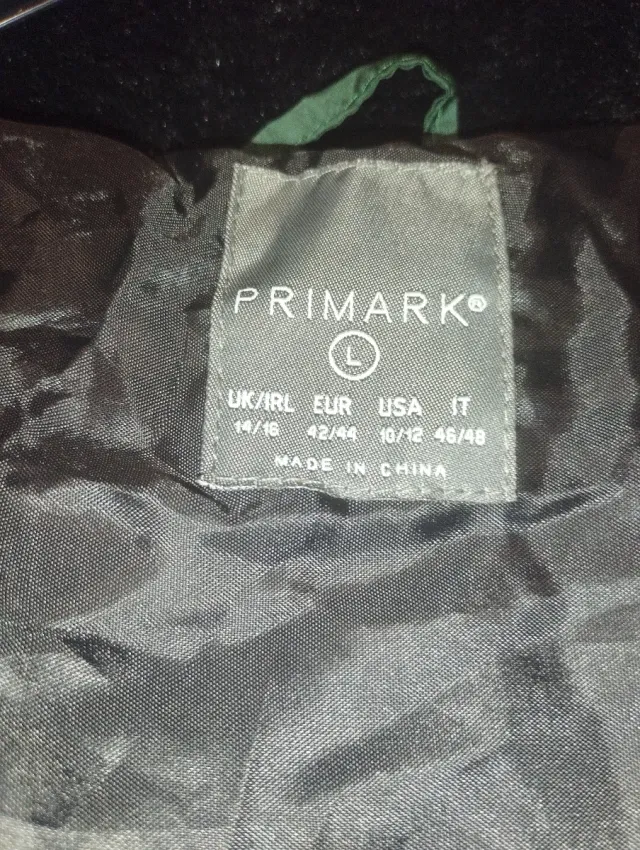 PRIMARK®
L
UK/IRL EUR USA IT
14/16 42/44 10/12 46/48
MADE IN CHINA